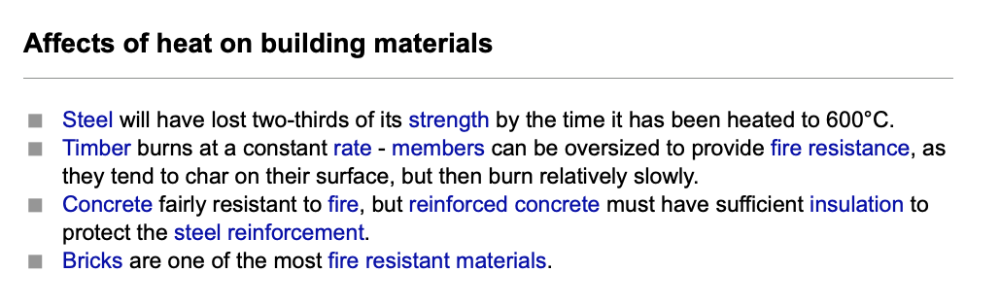 Affects of heat on building materials
Steel will have lost two-thirds of its strength by the time it has been heated to 600°C.
Timber burns at a constant rate - members can be oversized to provide fire resistance, as
they tend to char on their surface, but then burn relatively slowly.
Concrete fairly resistant to fire, but reinforced concrete must have sufficient insulation to
protect the steel reinforcement.
Bricks are one of the most fire resistant materials.